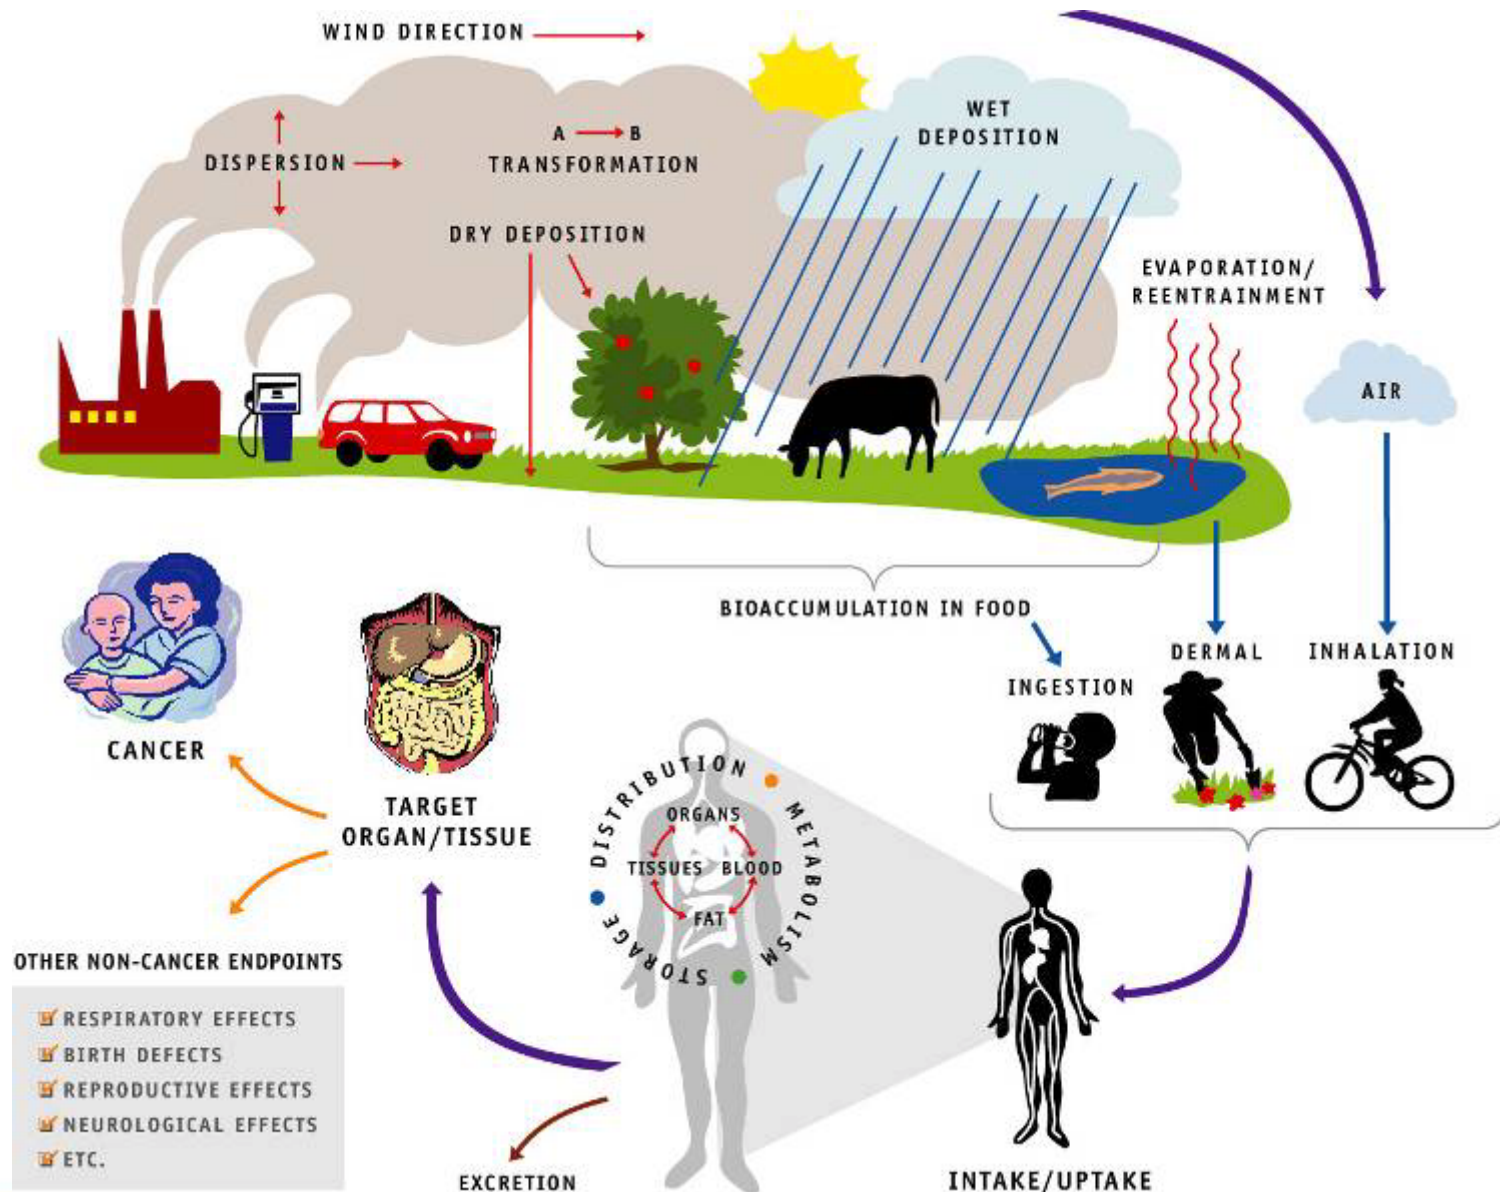 WIND DIRECTION
WET
DEPOSITION
A B
DISPERSION
TRANSFORMATION
DRY DEPOSITION
EVAPORATION/
REENTRAINMENT
AIR
BIOACCUMULATION IN FOOD
DERMAL
INHALATION
INGESTION
CANCER
TARGET
ORGAN/TISSUE
DISTRIBUTION
METABOLISM
STORAGE
ORGANS
TISSUES BLOOD
FAT
OTHER NON-CANCER ENDPOINTS
RESPIRATORY EFFECTS
BIRTH DEFECTS
REPRODUCTIVE EFFECTS
NEUROLOGICAL EFFECTS
ETC.
EXCRETION
INTAKE/UPTAKE